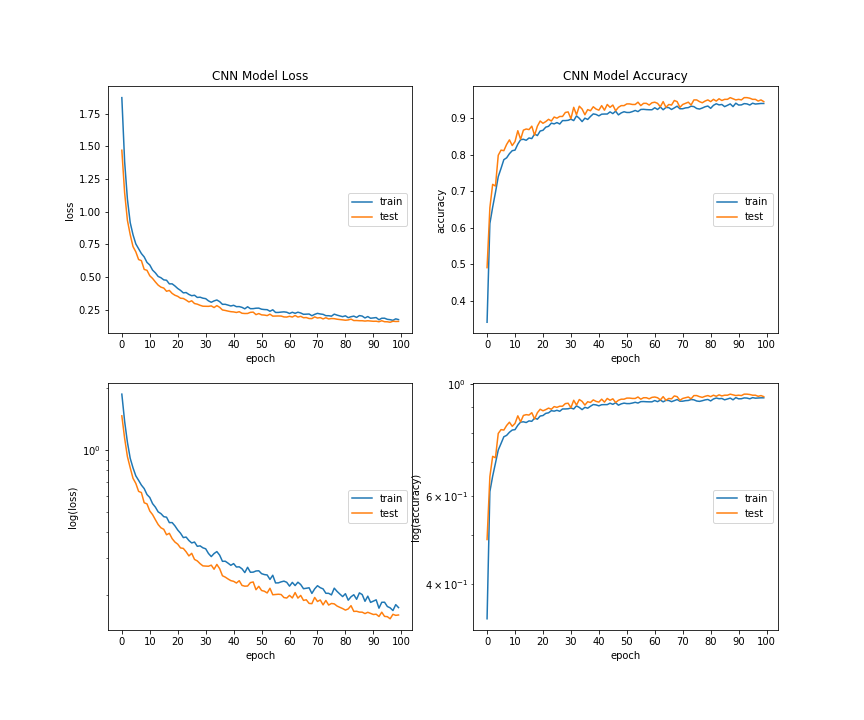 CNN Model Loss
1.75
1.50
1.25
1.00
0.75
0.50
0.25
loss
train
test
0 10 20 30 40 50 60 70 80 90 100
epoch
CNN Model Accuracy
0.9
0.8
0.7
0.6
0.5
0.4
accuracy
train
test
0 10 20 30 40 50 60 70 80 90 100
epoch
10⁰
log(loss)
train
test
0 10 20 30 40 50 60 70 80 90 100
epoch
10⁰
6 × 10⁻¹
4 × 10⁻¹
log(accuracy)
train
test
0 10 20 30 40 50 60 70 80 90 100
epoch